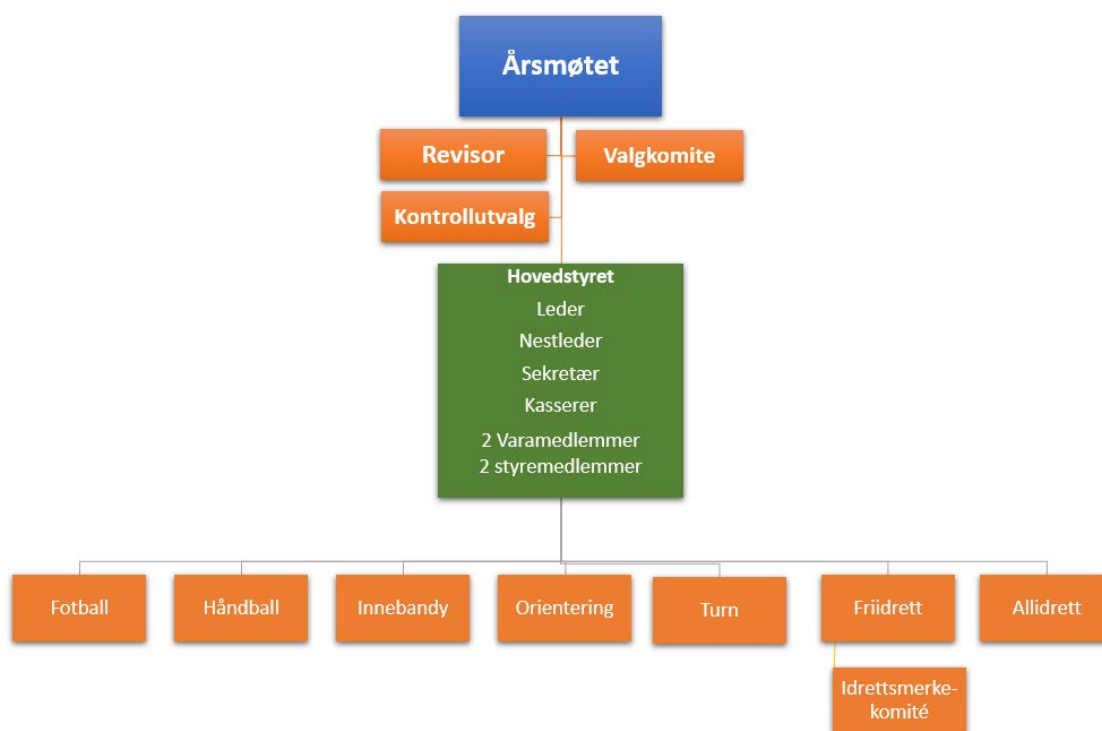 Årsmøtet
Revisor
Valgkomite
Kontrollutvalg
Hovedstyret
Leder
Nestleder
Sekretær
Kasserer
2 Varamedlemmer
2 styremedlemmer
Fotball
Håndball
Innebandy
Orientering
Turn
Friidrett
Allidrett
Idrettsmerke-
komité